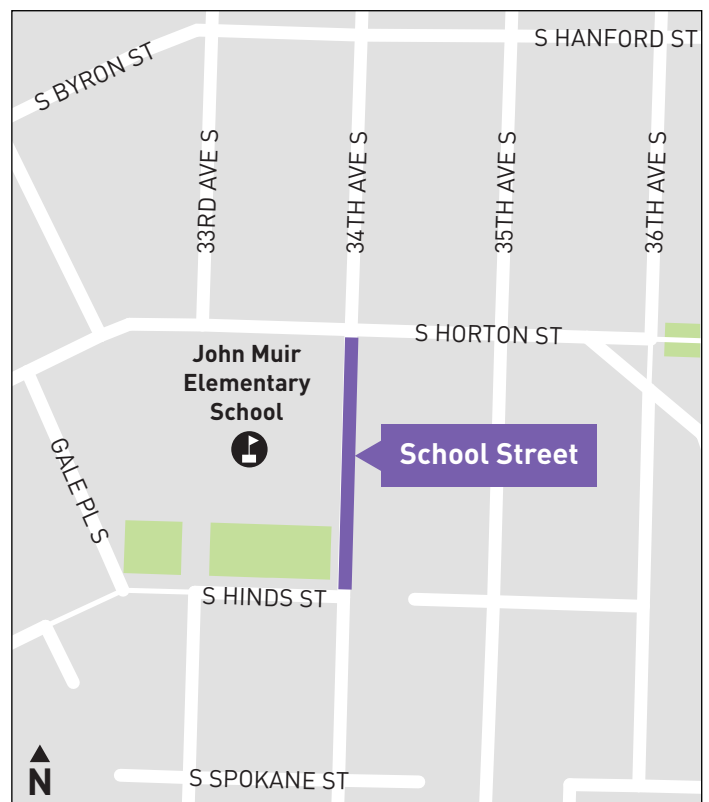 S HANFORD ST
S BYRON ST
33RD AVE S
34TH AVE S
35TH AVE S
36TH AVE S
S HORTON ST
John Muir
Elementary
School
School Street
GALE PL S
S HINDS ST
S SPOKANE ST
N